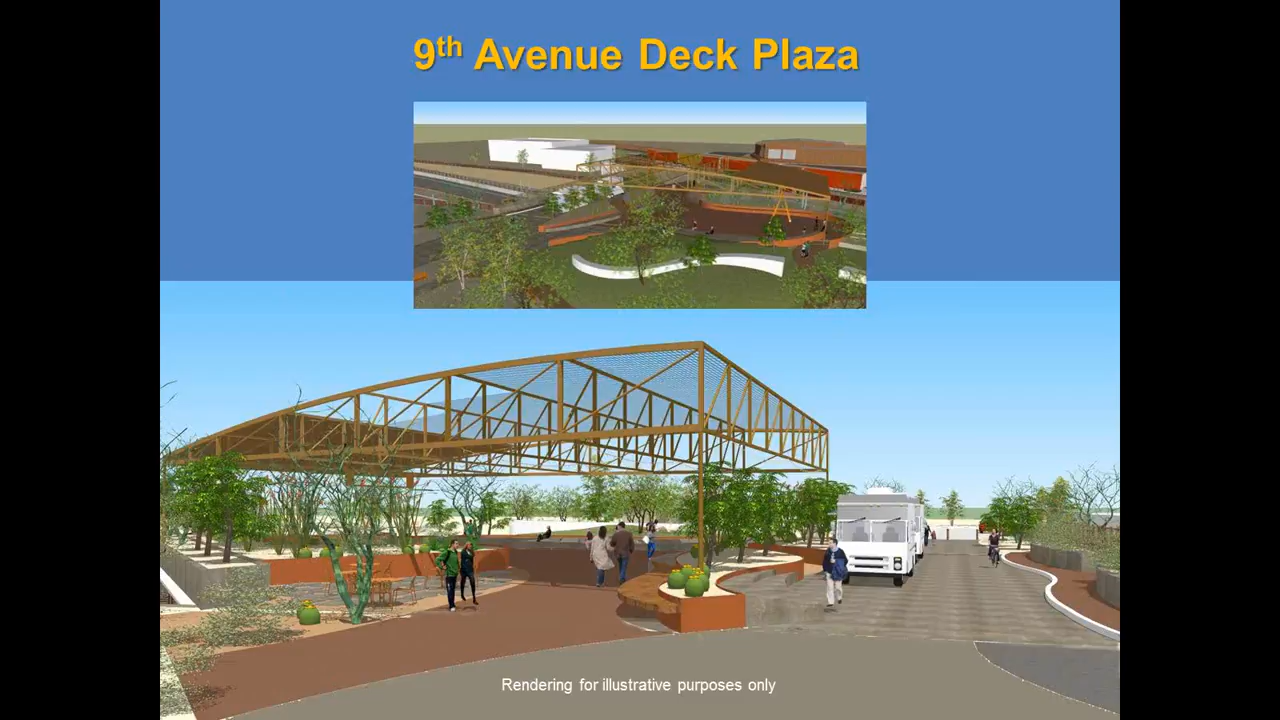 9th Avenue Deck Plaza
Rendering for illustrative purposes only